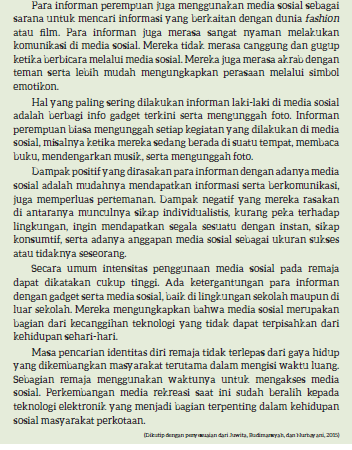 Para informan perempuan juga menggunakan media sosial sebagai
sarana untuk mencari informasi yang berkaitan dengan dunia fashion
atau film. Para informan juga merasa sangat nyaman melakukan
komunikasi di media sosial. Mereka tidak merasa canggung dan gugup
ketika berbicara melalui media sosial. Mereka juga merasa akrab dengan
teman serta lebih mudah mengungkapkan perasaan melalui simbol
emotikon.
Hal yang paling sering dilakukan informan laki-laki di media sosial
adalah berbagi info gadget terkini serta mengunggah foto. Informan
perempuan biasa mengunggah setiap kegiatan yang dilakukan di media
sosial, misalnya ketika mereka sedang berada di suatu tempat, membaca
buku, mendengarkan musik, serta mengunggah foto.
Dampak positif yang dirasakan para informan dengan adanya media
sosial adalah mudahnya mendapatkan informasi serta berkomunikasi,
juga memperluas pertemanan. Dampak negatif yang mereka rasakan
di antaranya munculnya sikap individualistis, kurang peka terhadap
lingkungan, ingin mendapatkan segala sesuatu dengan instan, sikap
konsumtif, serta adanya anggapan media sosial sebagai ukuran sukses
atau tidaknya seseorang.
Secara umum intensitas penggunaan media sosial pada remaja
dapat dikatakan cukup tinggi. Ada ketergantungan para informan
dengan gadget serta media sosial, baik di lingkungan sekolah maupun di
luar sekolah. Mereka mengungkapkan bahwa media sosial merupakan
bagian dari kecanggihan teknologi yang tidak dapat terpisahkan dari
kehidupan sehari-hari.
Masa pencarian identitas diri remaja tidak terlepas dari gaya hidup
yang dikembangkan masyarakat terutama dalam mengisi waktu luang.
Sebagian remaja menggunakan waktunya untuk mengakses media
sosial. Perkembangan media rekreasi saat ini sudah beralih kepada
teknologi elektronik yang menjadi bagian terpenting dalam kehidupan
sosial masyarakat perkotaan.
(Dikutip dengan penyesuaian dari Juwita, Budimansyah, dan Nurbayani, 2015)